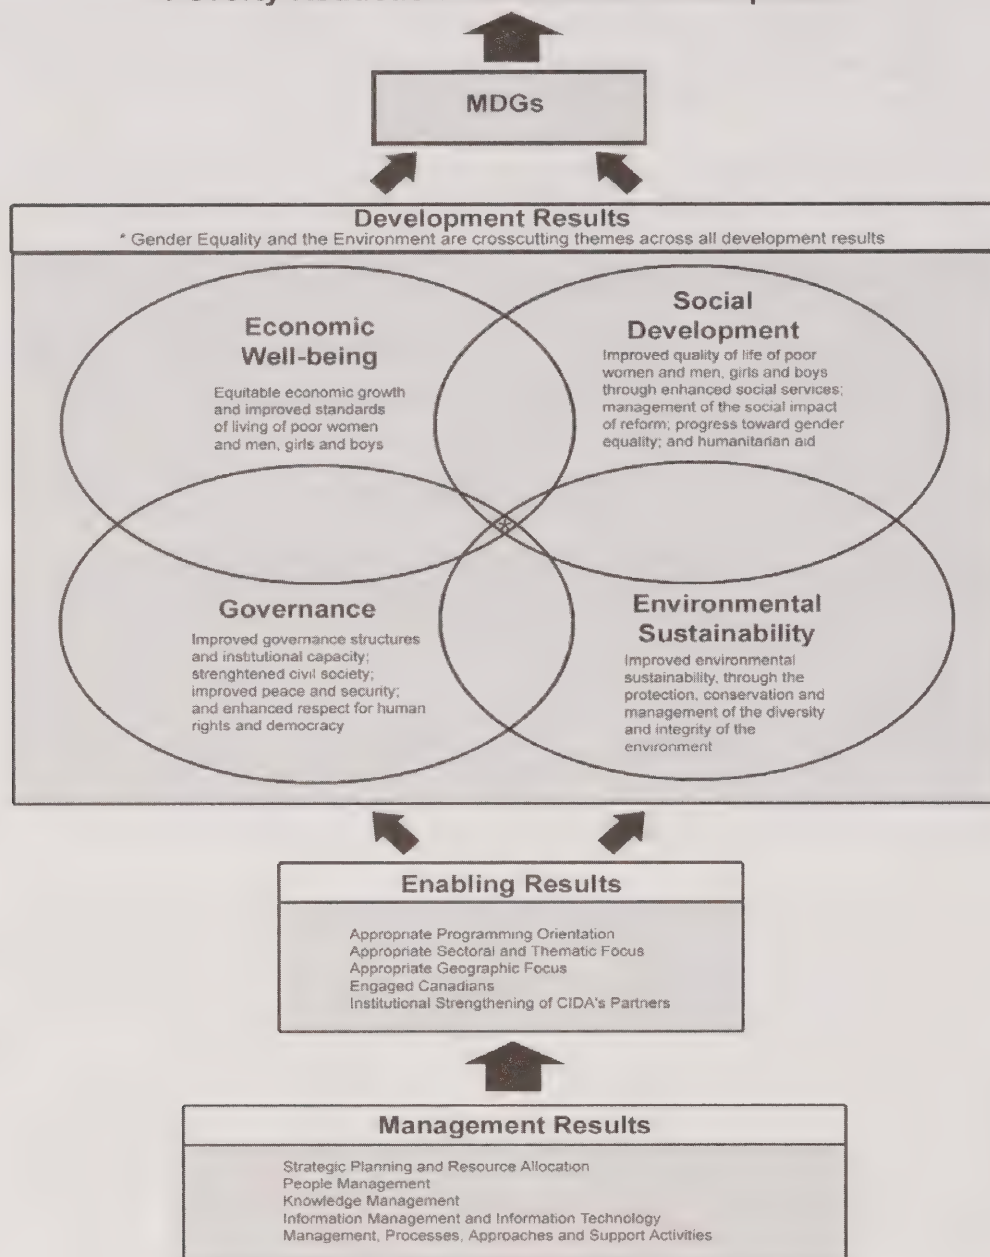 MDGs
Development Results
* Gender Equality and the Environment are crosscutting themes across all development results
Economic
Well-being
Equitable economic growth
and improved standards
of living of poor women
and men, girls and boys
Social
Development
Improved quality of life of poor
women and men, girls and boys
through enhanced social services;
management of the social impact
of reform; progress toward gender
equality; and humanitarian aid
*
Governance
Improved governance structures
and institutional capacity;
strenghtened civil society;
improved peace and security;
and enhanced respect for human
rights and democracy
Environmental
Sustainability
Improved environmental
sustainability, through the
protection, conservation and
management of the diversity
and integrity of the
environment
Enabling Results
Appropriate Programming Orientation
Appropriate Sectoral and Thematic Focus
Appropriate Geographic Focus
Engaged Canadians
Institutional Strengthening of CIDA's Partners
Management Results
Strategic Planning and Resource Allocation
People Management
Knowledge Management
Information Management and Information Technology
Management, Processes, Approaches and Support Activities